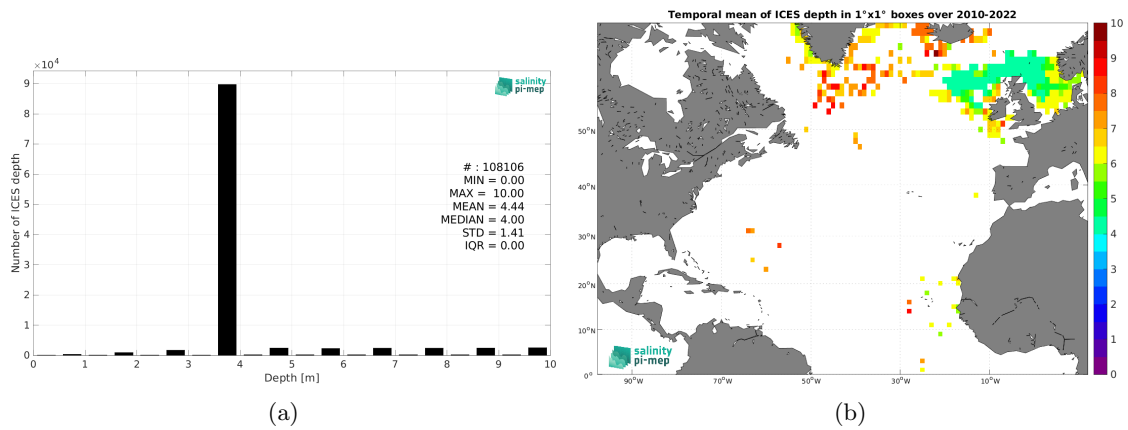 ×10⁴
9
8
7
6
5
4
3
2
1
0
Number of ICES depth
salinity
pi-mep
# : 108106
MIN = 0.00
MAX = 10.00
MEAN = 4.44
MEDIAN = 4.00
STD = 1.41
IQR = 0.00
0 1 2 3 4 5 6 7 8 9 10
Depth [m]
(a)
Temporal mean of ICES depth in 1°x1° boxes over 2010-2022
50°N
40°N
30°N
20°N
10°N
0°
90°W 70°W 50°W 30°W 10°W
salinity
pi-mep
10
9
8
7
6
5
4
3
2
1
0
(b)